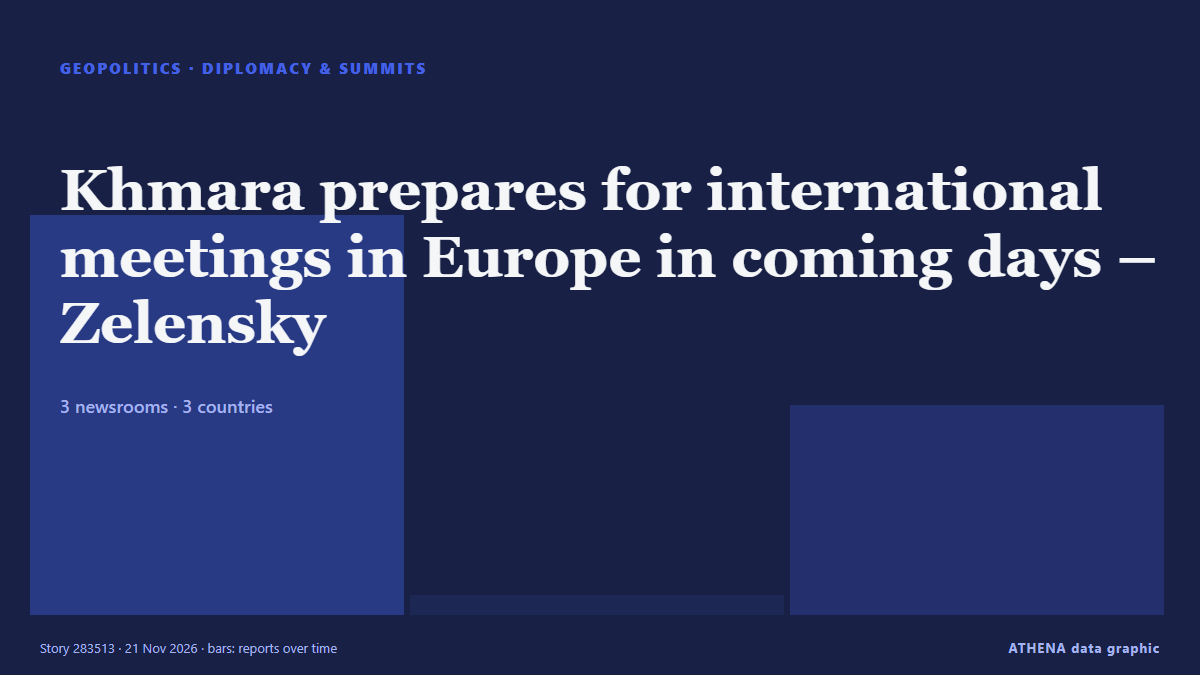 GEOPOLITICS · DIPLOMACY & SUMMITS
Khmara prepares for international
meetings in Europe in coming days –
Zelensky
3 newsrooms · 3 countries
Story 283513 · 21 Nov 2026 · bars: reports over time
ATHENA data graphic